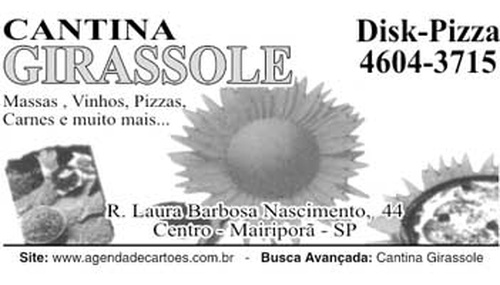 CANTINA
GIRASSOLE
Disk-Pizza
4604-3715
Massas , Vinhos, Pizzas,
Carnes e muito mais...
R. Laura Barbosa Nascimento,, 44
Centro - Mairiporã - SP
Site: www.agendadecartoes.com.br - Busca Avançada: Cantina Girassole